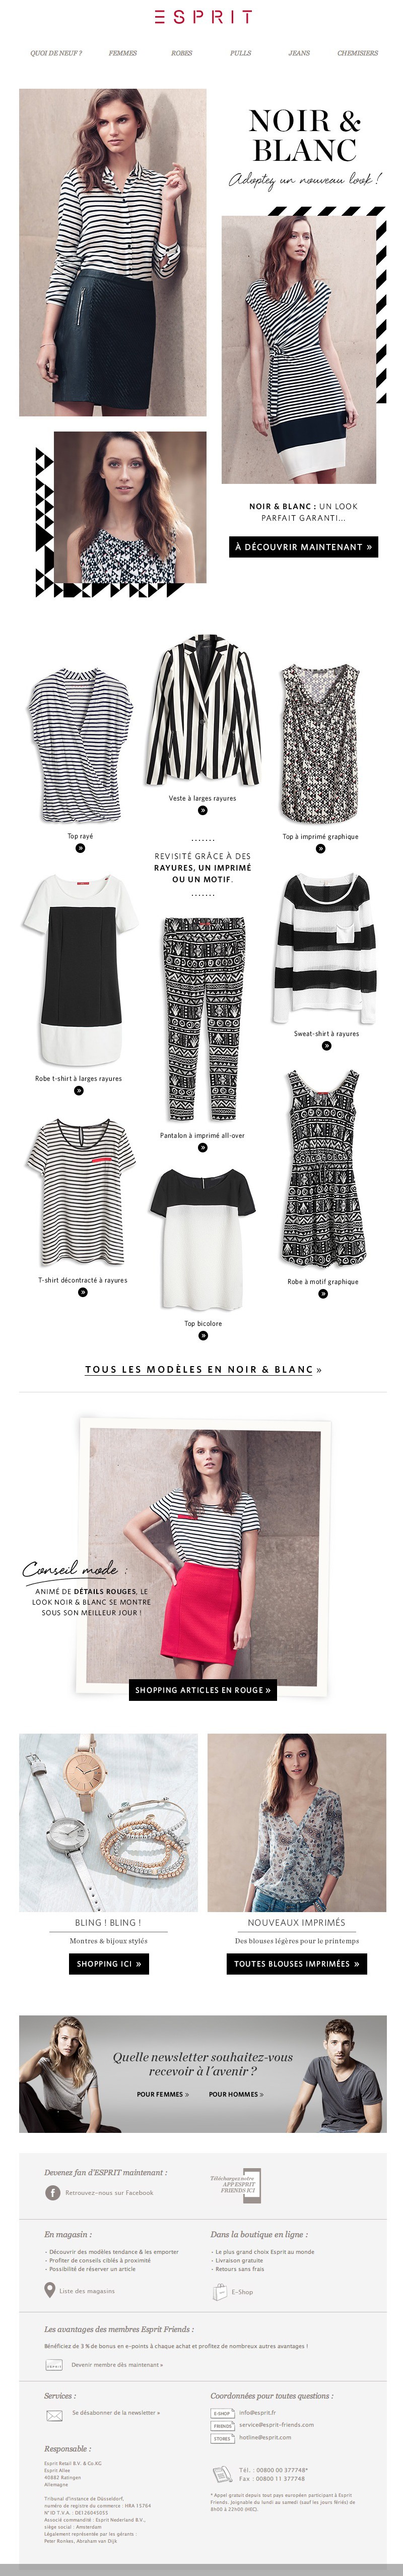 ESPRIT
QUOI DE NEUF ? FEMMES ROBES PULLS JEANS CHEMISIERS
NOIR &
BLANC
Adoptez un nouveau look !
NOIR & BLANC : UN LOOK
PARFAIT GARANTI...
À DÉCOUVRIR MAINTENANT »
Top rayé
Veste à larges rayures
Top à imprimé graphique
REVISITÉ GRÂCE À DES
RAYURES, UN IMPRIMÉ
OU UN MOTIF.
Robe t-shirt à larges rayures
Sweat-shirt à rayures
Pantalon à imprimé all-over
T-shirt décontracté à rayures
Robe à motif graphique
Top bicolore
TOUS LES MODÈLES EN NOIR & BLANC »
Conseil mode :
ANIMÉ DE DÉTAILS ROUGES, LE
LOOK NOIR & BLANC SE MONTRE
SOUS SON MEILLEUR JOUR !
SHOPPING ARTICLES EN ROUGE »
BLING ! BLING !
Montres & bijoux stylés
SHOPPING ICI »
NOUVEAUX IMPRIMÉS
Des blouses légères pour le printemps
TOUTES BLOUSES IMPRIMÉES »
Quelle newsletter souhaitez-vous
recevoir à l´avenir ?
POUR FEMMES » POUR HOMMES »
Devenez fan d'ESPRIT maintenant :
Retrouvez-nous sur Facebook
Téléchargez notre
APP ESPRIT
FRIENDS ICI
En magasin :
- Découvrir des modèles tendance & les emporter
- Profiter de conseils ciblés à proximité
- Possibilité de réserver un article
Liste des magasins
Dans la boutique en ligne :
- Le plus grand choix Esprit au monde
- Livraison gratuite
- Retours sans frais
E-Shop
Les avantages des membres Esprit Friends :
Bénéficiez de 3 % de bonus en e-points à chaque achat et profitez de nombreux autres avantages !
Devenir membre dès maintenant »
Services :
Se désabonner de la newsletter »
Coordonnées pour toutes questions :
E-SHOP info@esprit.fr
FRIENDS service@esprit-friends.com
STORES hotline@esprit.com
Responsable :
Esprit Retail B.V. & Co.KG
Esprit Allee
40882 Ratingen
Allemagne
Tribunal d'instance de Düsseldorf,
numéro de registre du commerce : HRA 15794
N° ID T.V.A. : DE126045055
Associé commandité : Esprit Nederland B.V.,
siège social : Amsterdam
Légalement représentée par les gérants :
Peter Ronkes, Abraham van Dijk
Tél. : 00800 00 377748*
Fax : 00800 11 377748
* Appel gratuit depuis tout pays européen participant à Esprit
Friends. Joignable du lundi au samedi (sauf les jours fériés) de
8h00 à 22h00 (HEC).